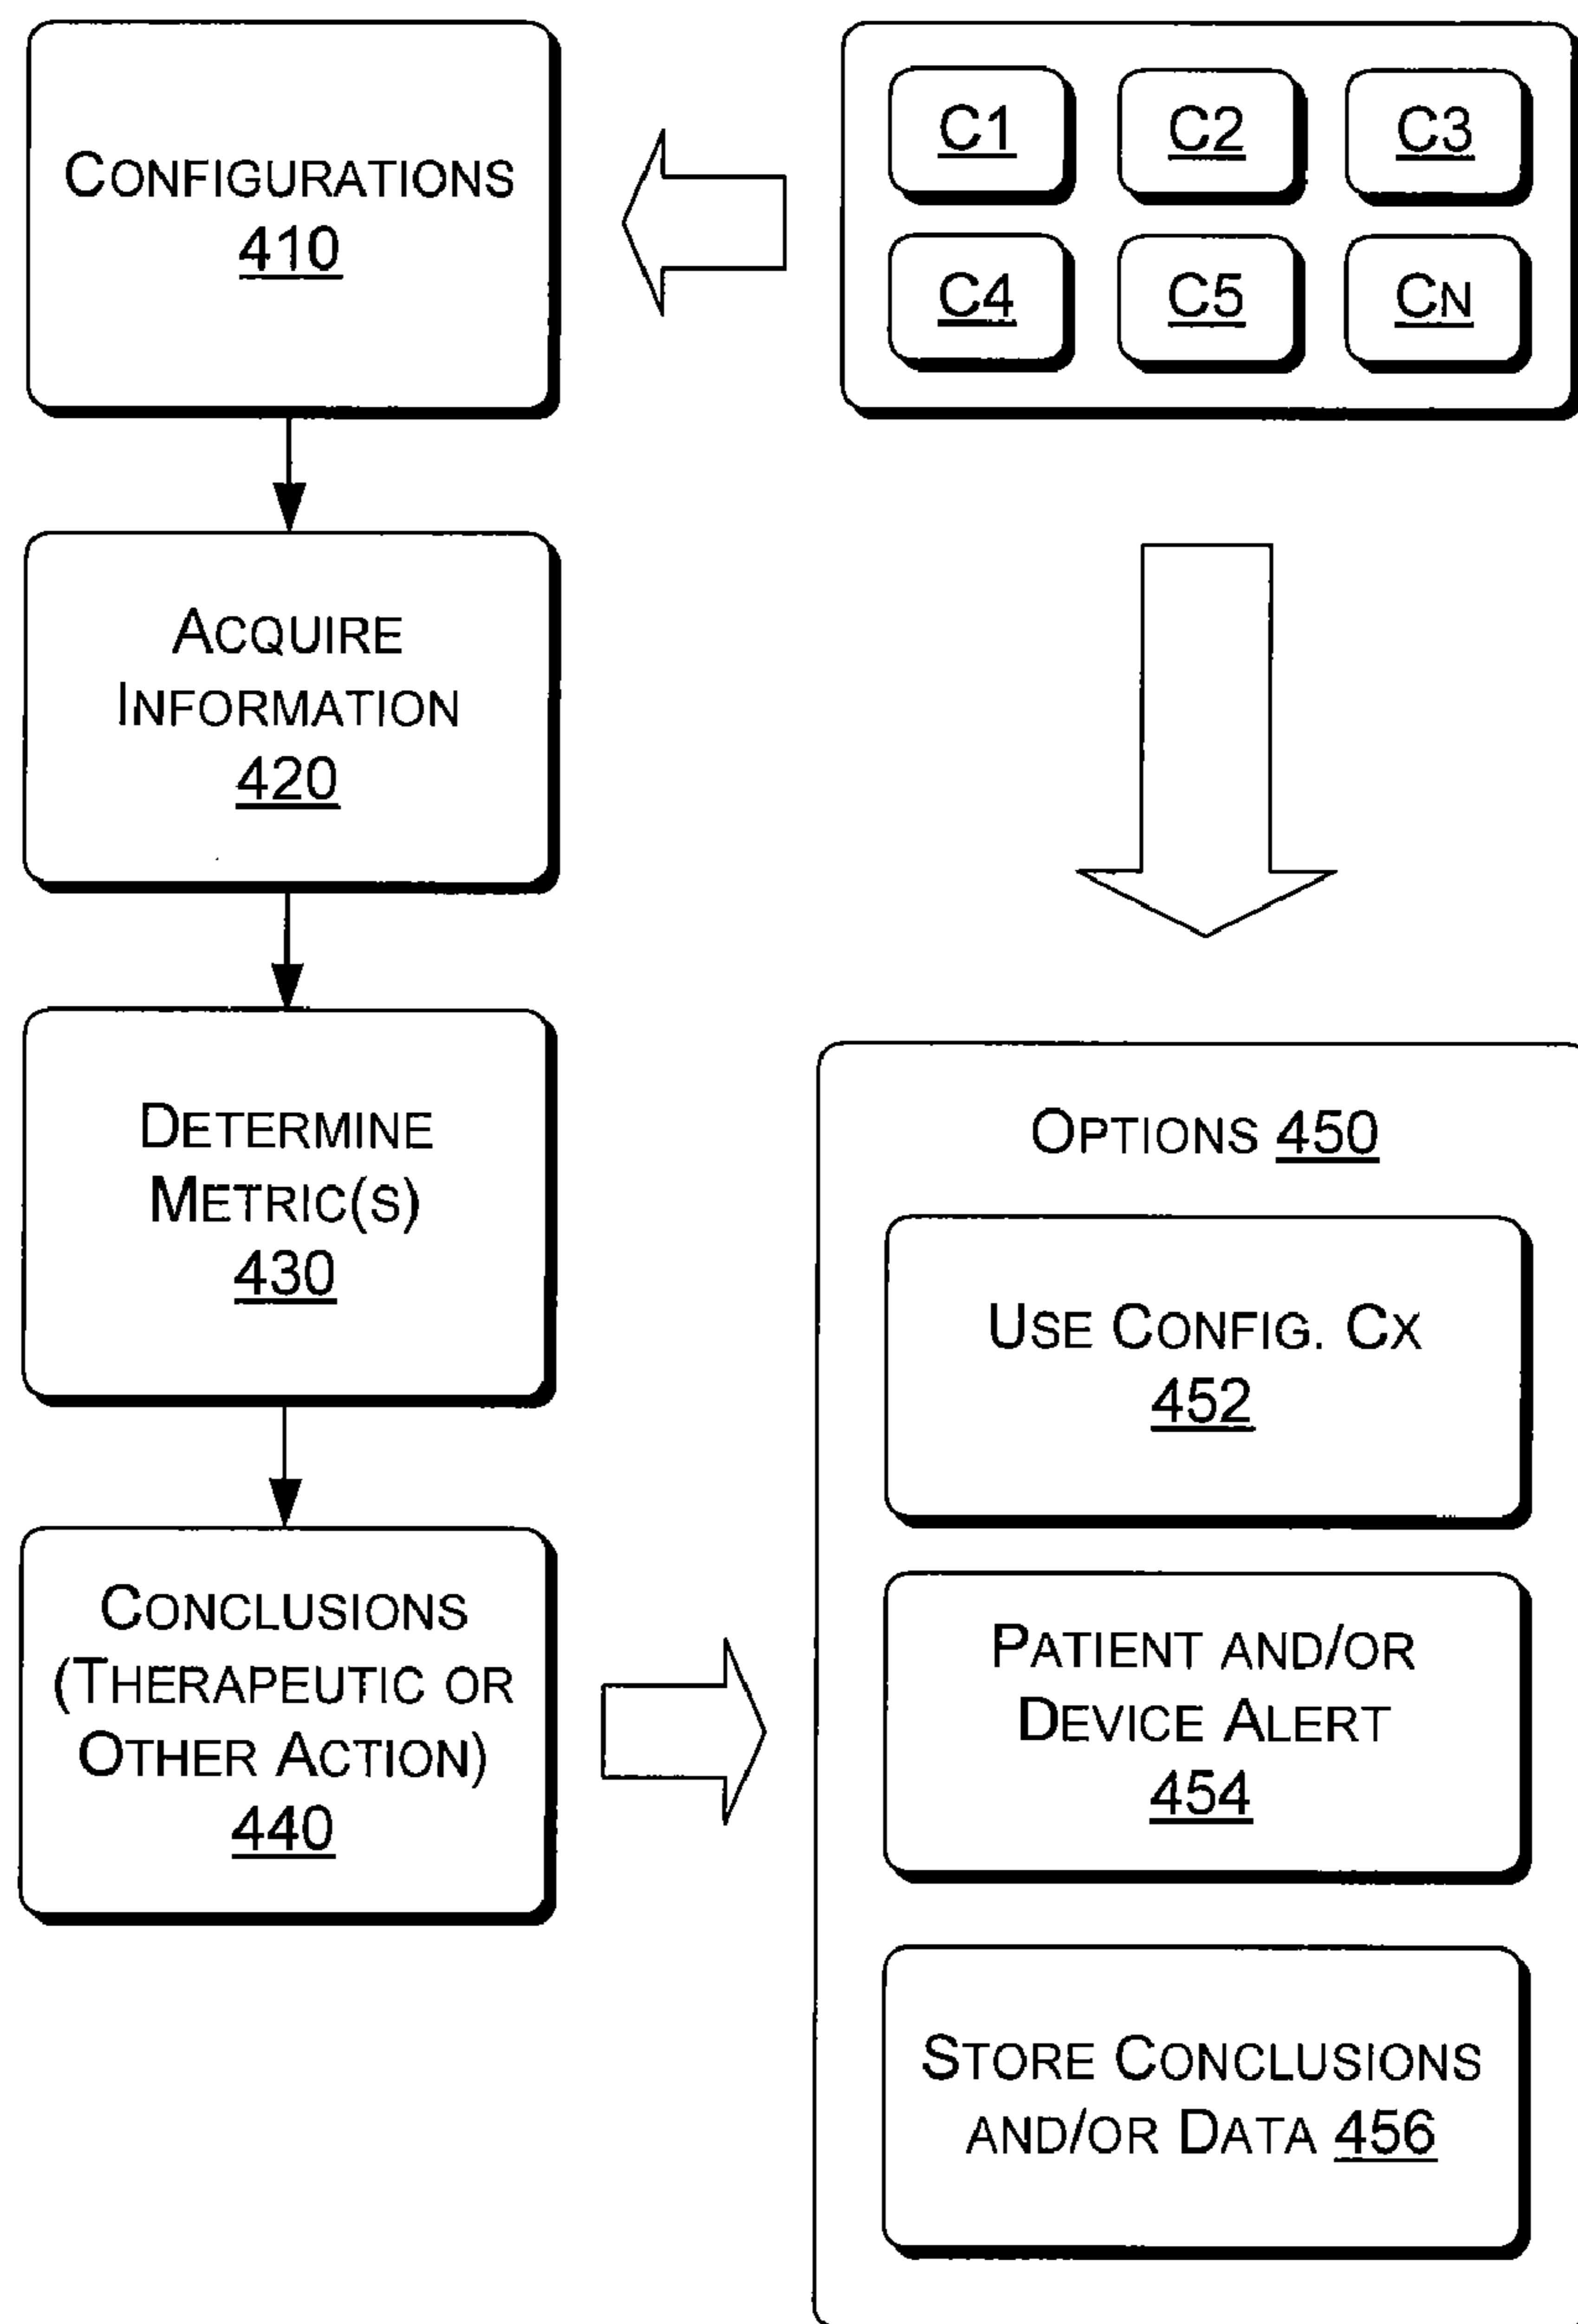 CONFIGURATIONS
410
C1 C2 C3
C4 C5 CN
ACQUIRE
INFORMATION
420
DETERMINE
METRIC(S)
430
CONCLUSIONS
(THERAPEUTIC OR
OTHER ACTION)
440
OPTIONS 450
USE CONFIG. CX
452
PATIENT AND/OR
DEVICE ALERT
454
STORE CONCLUSIONS
AND/OR DATA 456